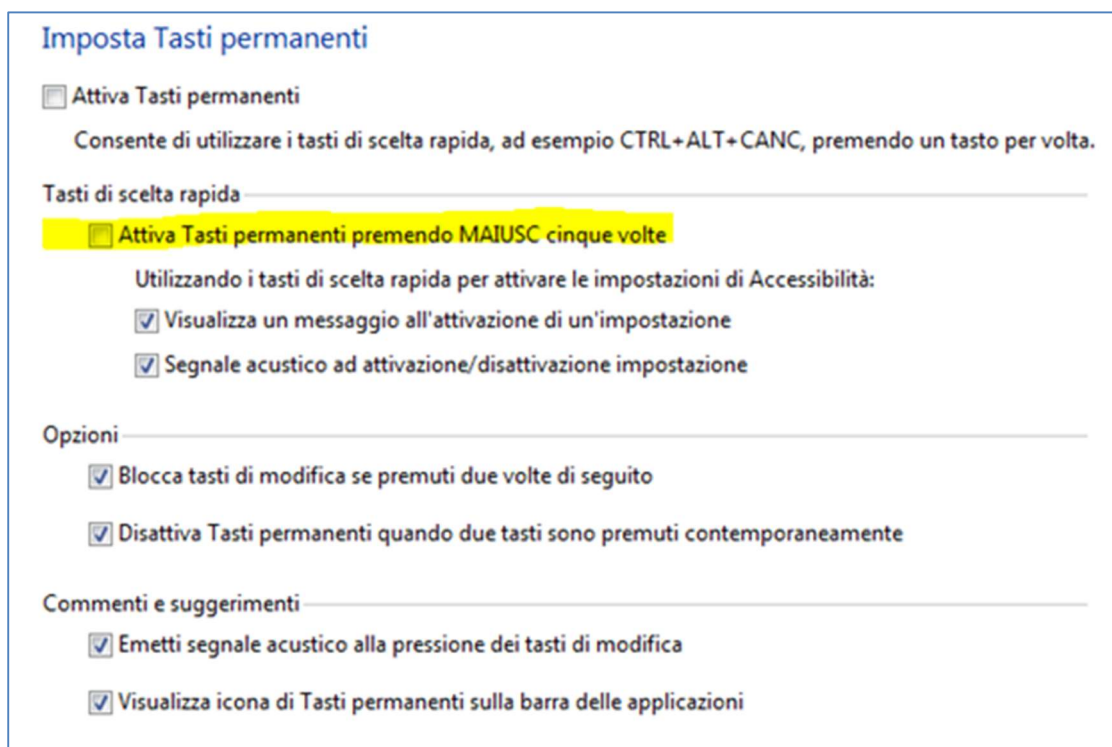 Imposta Tasti permanenti
Attiva Tasti permanenti
Consente di utilizzare i tasti di scelta rapida, ad esempio CTRL+ALT+CANC, premendo un tasto per volta.
Tasti di scelta rapida
Attiva Tasti permanenti premendo MAIUSC cinque volte
Utilizzando i tasti di scelta rapida per attivare le impostazioni di Accessibilità:
Visualizza un messaggio all'attivazione di un'impostazione
Segnale acustico ad attivazione/disattivazione impostazione
Opzioni
Blocca tasti di modifica se premuti due volte di seguito
Disattiva Tasti permanenti quando due tasti sono premuti contemporaneamente
Commenti e suggerimenti
Emetti segnale acustico alla pressione dei tasti di modifica
Visualizza icona di Tasti permanenti sulla barra delle applicazioni